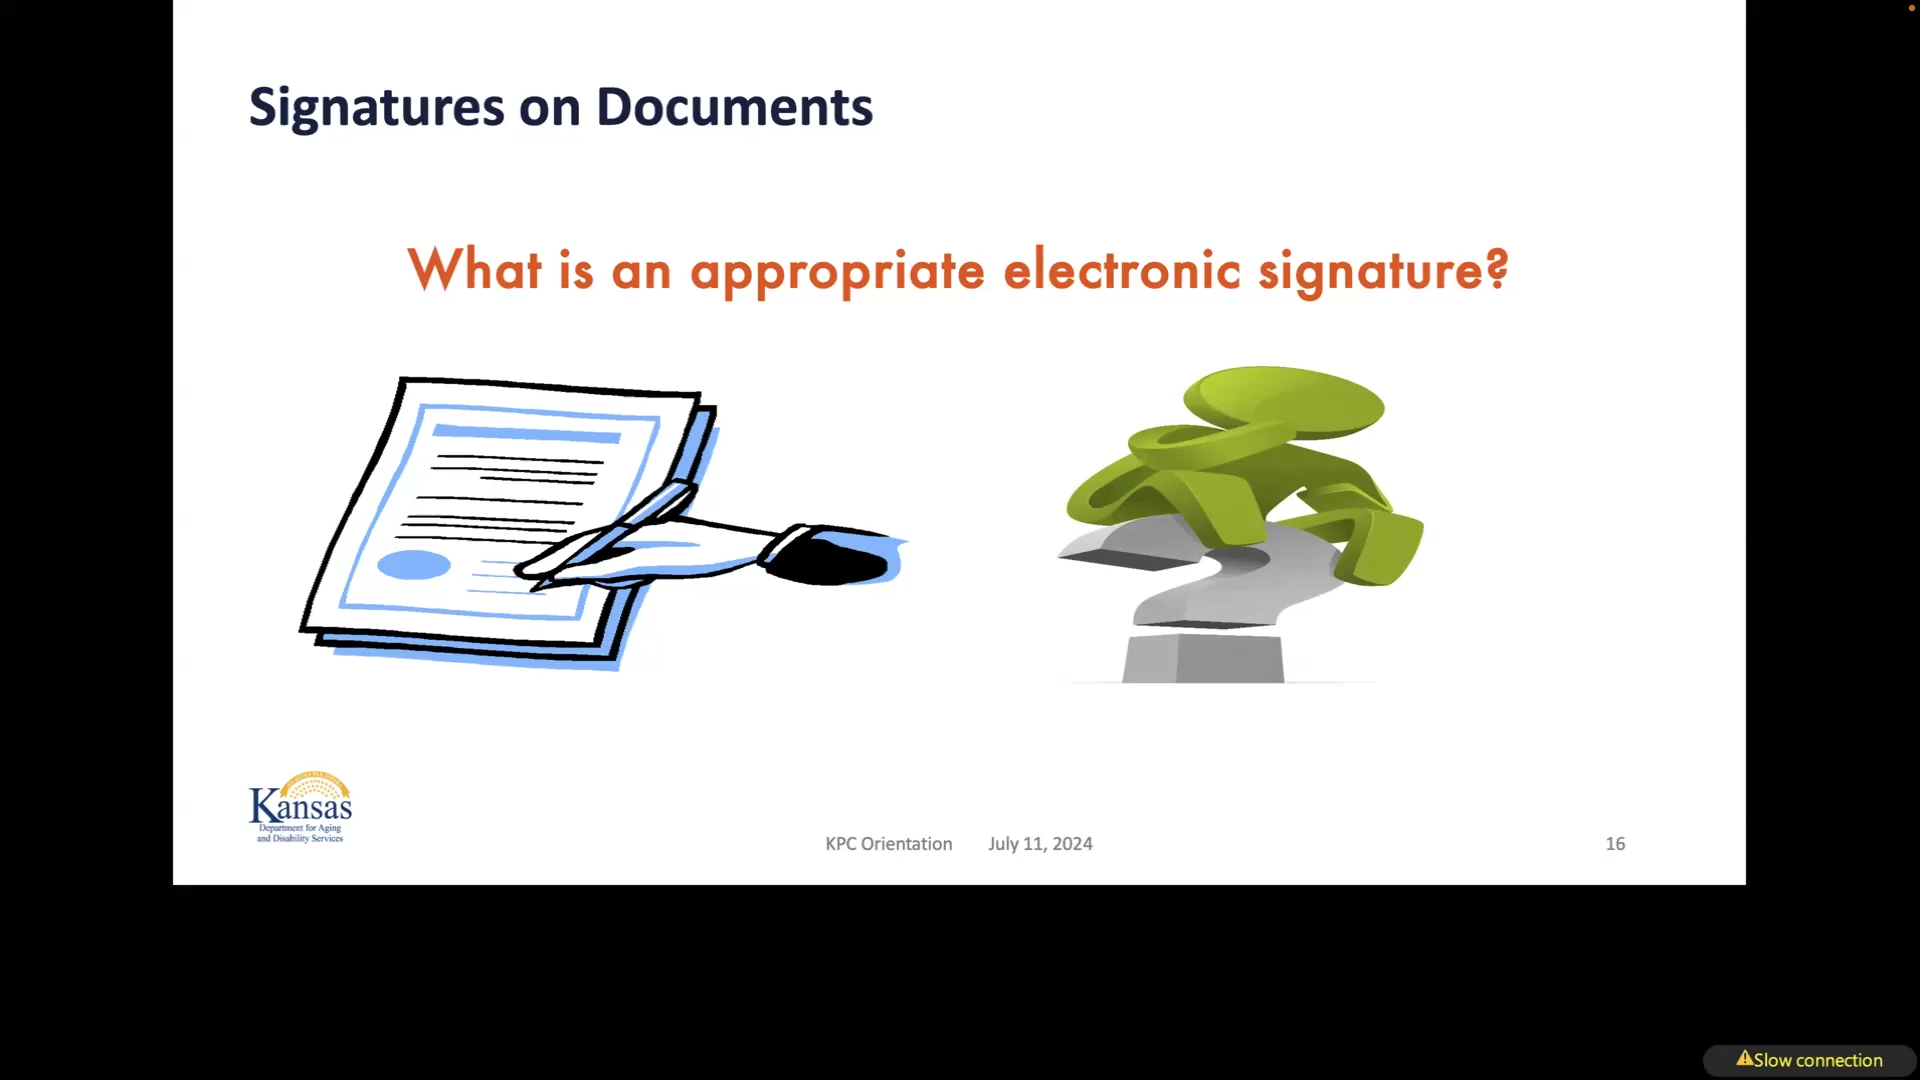 Signatures on Documents
What is an appropriate electronic signature?
Kansas
Department for Aging
and Disability Services
KPC Orientation July 11, 2024
16
Slow connection